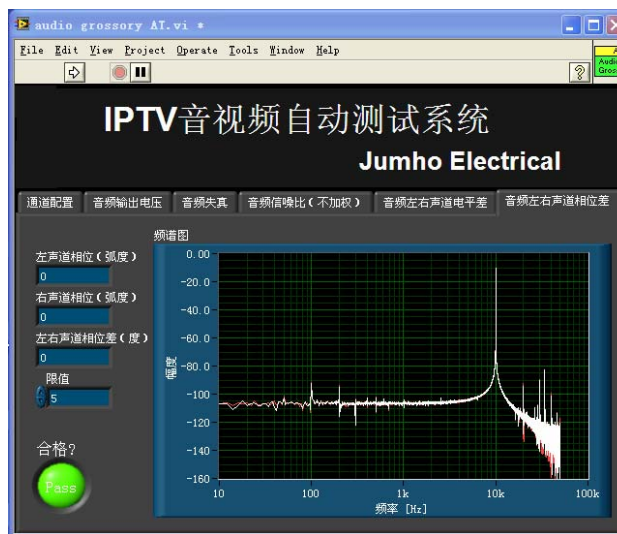 audio grossory AT.vi *
File Edit View Project Operate Tools Window Help
?
A
Audio
Gros
IPTV音视频自动测试系统
Jumho Electrical
通道配置 音频输出电压 音频失真 音频信噪比(不加权) 音频左右声道电平差 音频左右声道相位差
频谱图
左声道相位(弧度)
0
右声道相位(弧度)
0
左右声道相位差(度)
0
限值
5
合格?
Pass
幅度
0.00
-20.0
-40.0
-60.0
-80.0
-100
-120
-140
-160
10 100 1k 10k 100k
频率 [Hz]